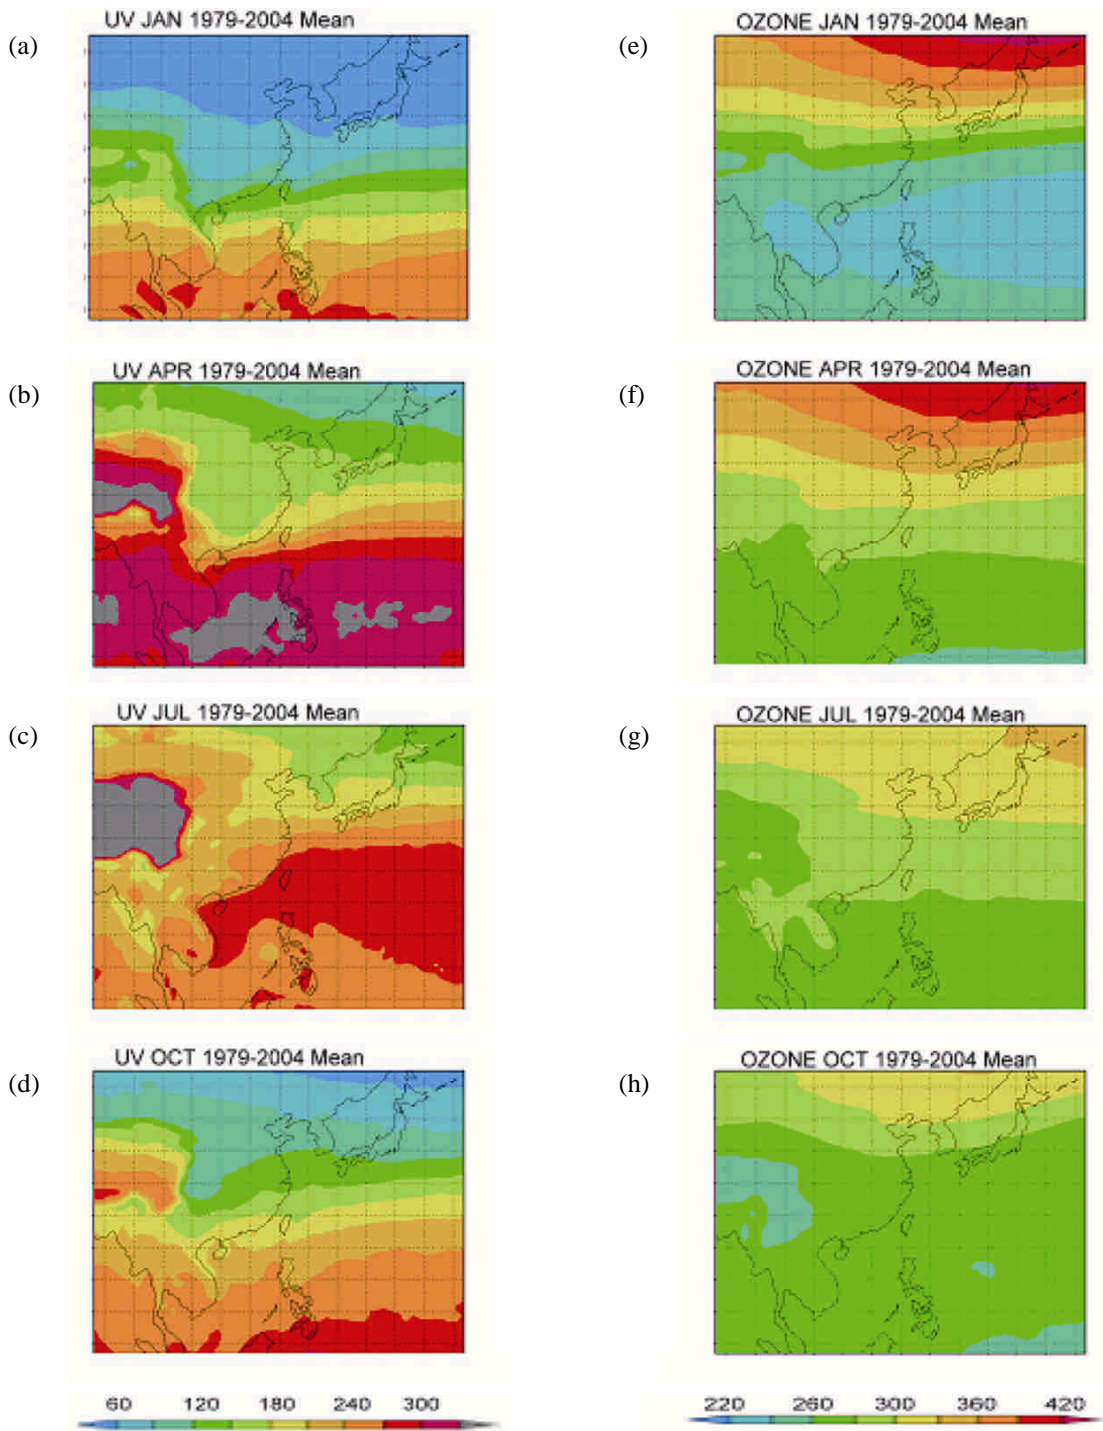 (a)
UV JAN 1979-2004 Mean
(e)
OZONE JAN 1979-2004 Mean
(b)
UV APR 1979-2004 Mean
(f)
OZONE APR 1979-2004 Mean
(c)
UV JUL 1979-2004 Mean
(g)
OZONE JUL 1979-2004 Mean
(d)
UV OCT 1979-2004 Mean
(h)
OZONE OCT 1979-2004 Mean
60 120 180 240 300
220 260 300 360 420